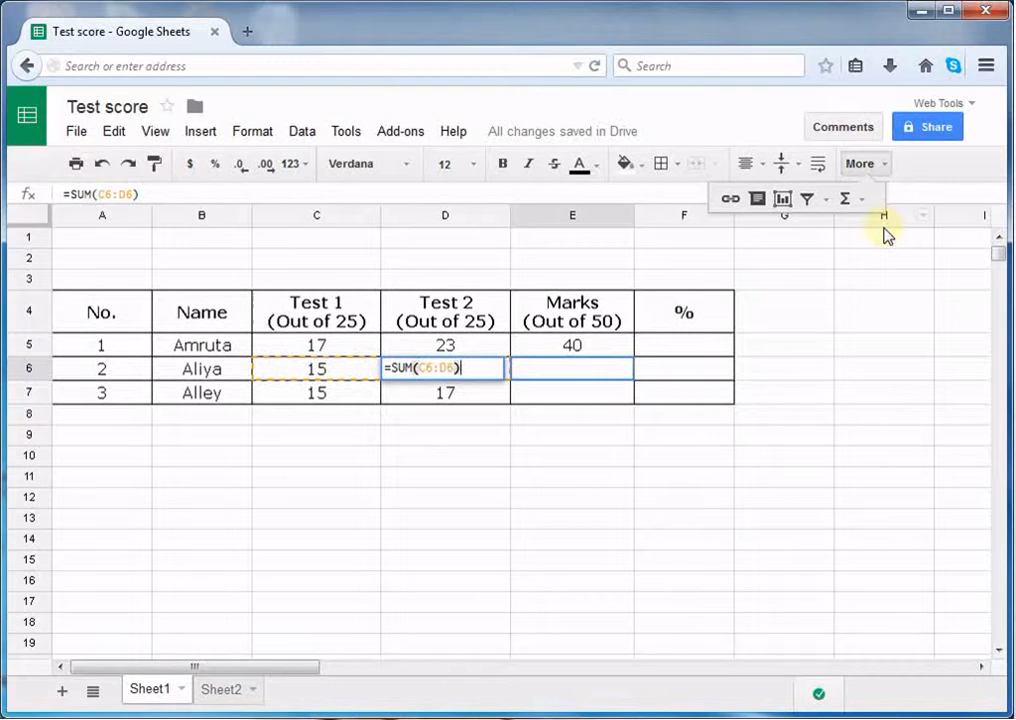 Test score - Google Sheets
Search or enter address
Search
Test score
Web Tools
File Edit View Insert Format Data Tools Add-ons Help All changes saved in Drive
Comments
Share
$ % .0 .00 123 Verdana 12 B I S A More
Σ
fx =SUM(C6:D6)
A B C D E F G H I
1
2
3
4 No. Name Test 1 (Out of 25) Test 2 (Out of 25) Marks (Out of 50) %
5 1 Amruta 17 23 40
6 2 Aliya 15 =SUM(C6:D6)
7 3 Alley 15 17
8
9
10
11
12
13
14
15
16
17
18
19
Sheet1 Sheet2